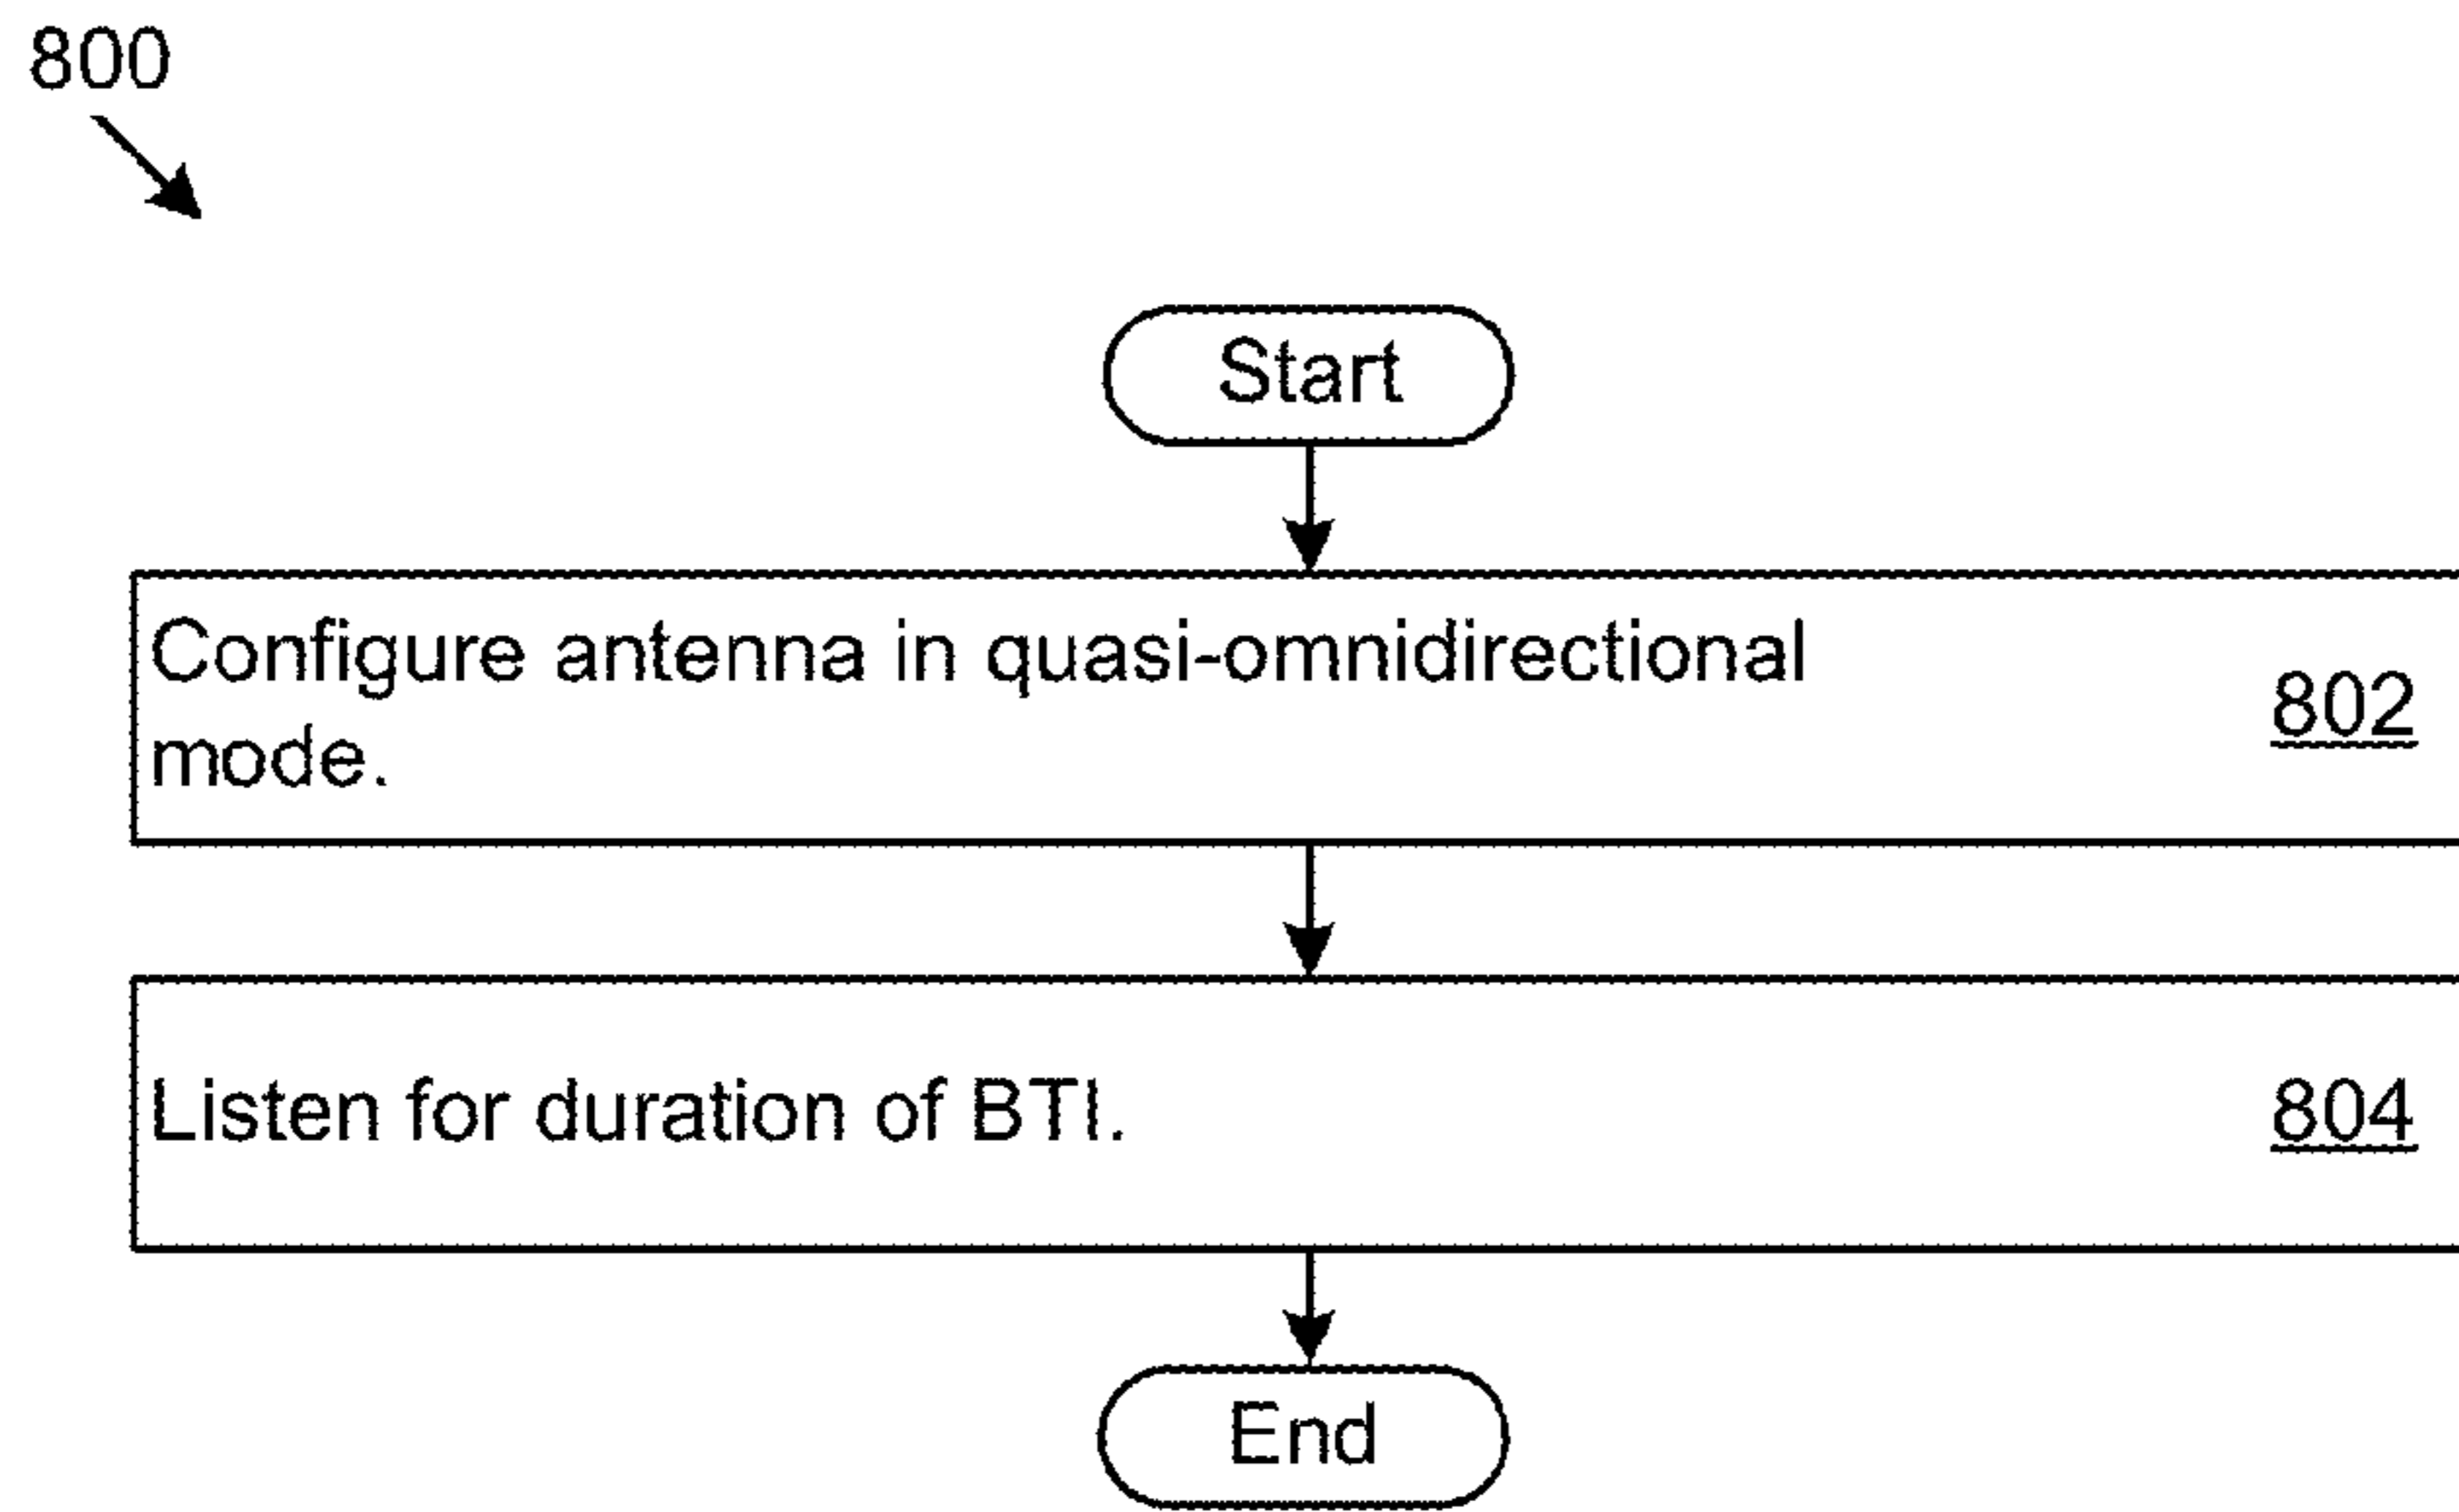 800
Start
Configure antenna in quasi-omnidirectional
mode.
802
Listen for duration of BTI.
804
End